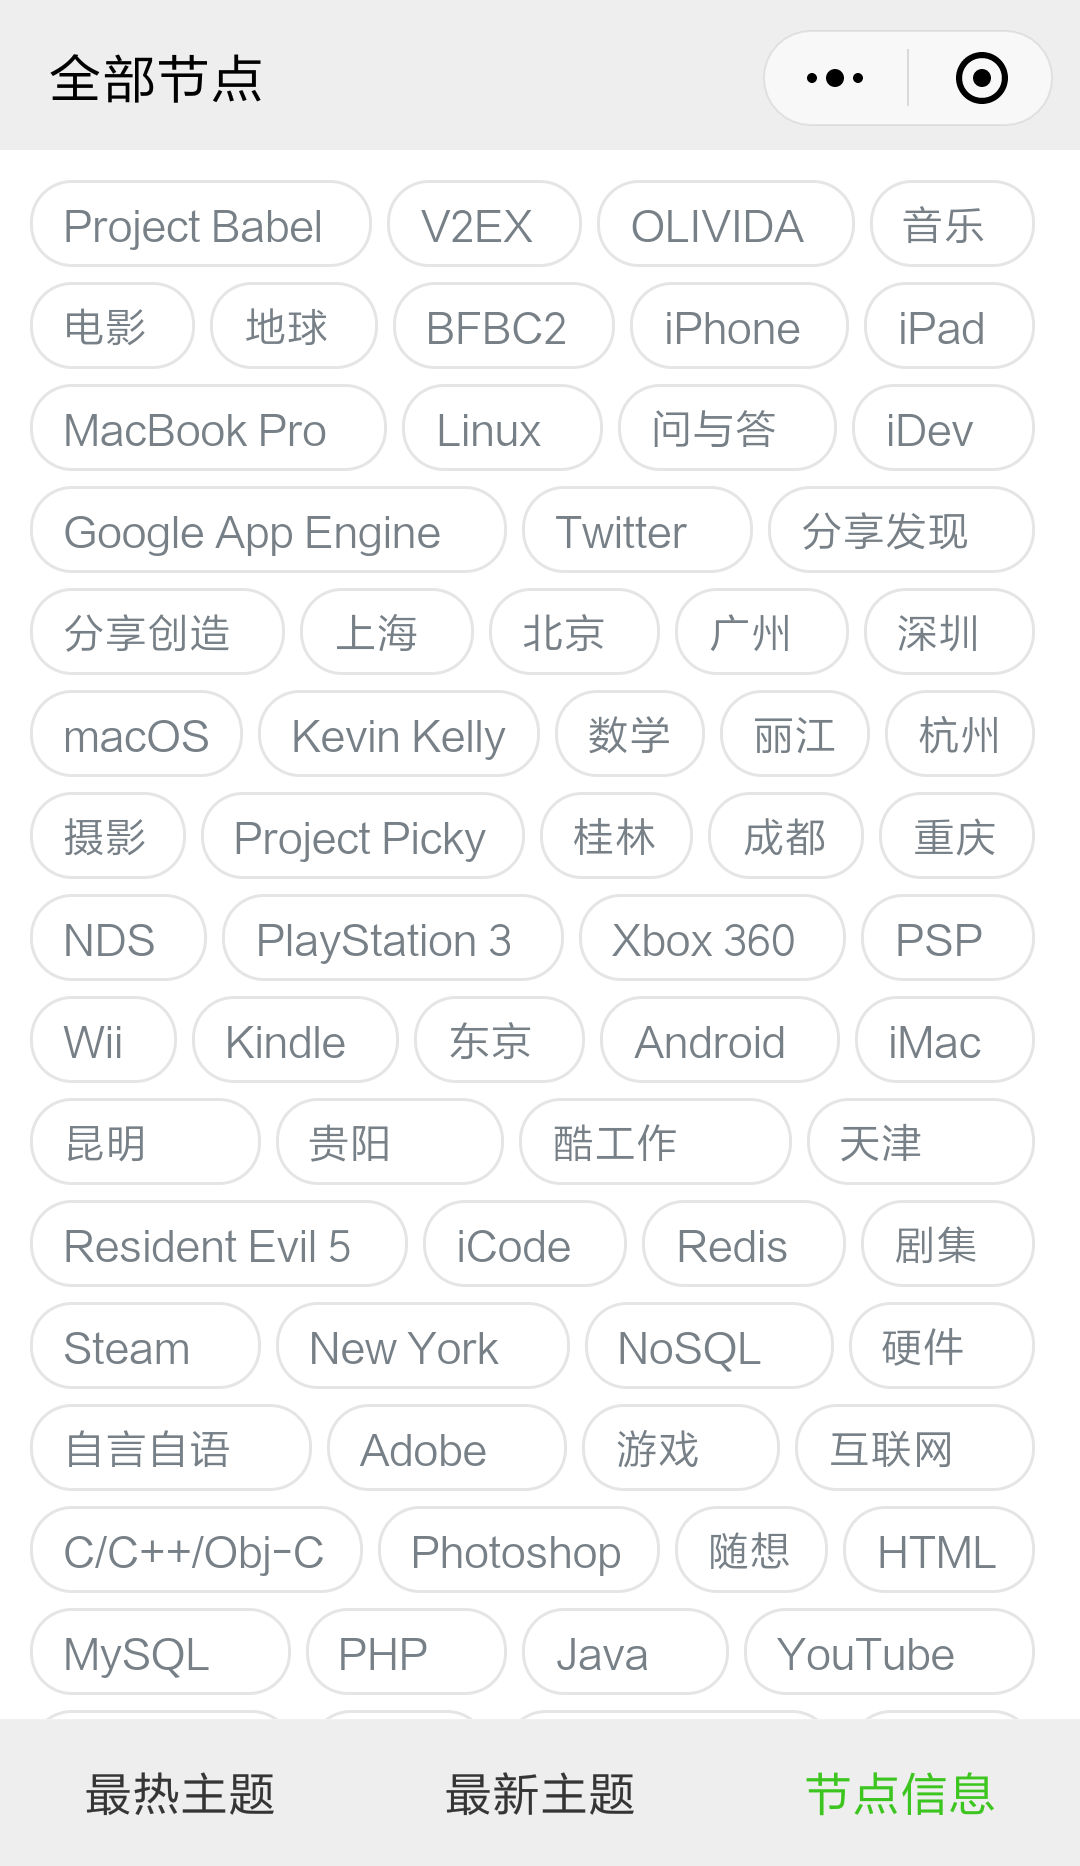 全部节点
Project Babel V2EX OLIVIDA 音乐
电影 地球 BFBC2 iPhone iPad
MacBook Pro Linux 问与答 iDev
Google App Engine Twitter 分享发现
分享创造 上海 北京 广州 深圳
macOS Kevin Kelly 数学 丽江 杭州
摄影 Project Picky 桂林 成都 重庆
NDS PlayStation 3 Xbox 360 PSP
Wii Kindle 东京 Android iMac
昆明 贵阳 酷工作 天津
Resident Evil 5 iCode Redis 剧集
Steam New York NoSQL 硬件
自言自语 Adobe 游戏 互联网
C/C++/Obj-C Photoshop 随想 HTML
MySQL PHP Java YouTube
最热主题 最新主题 节点信息